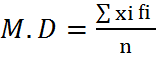 M.D = ∑ xi fi / n